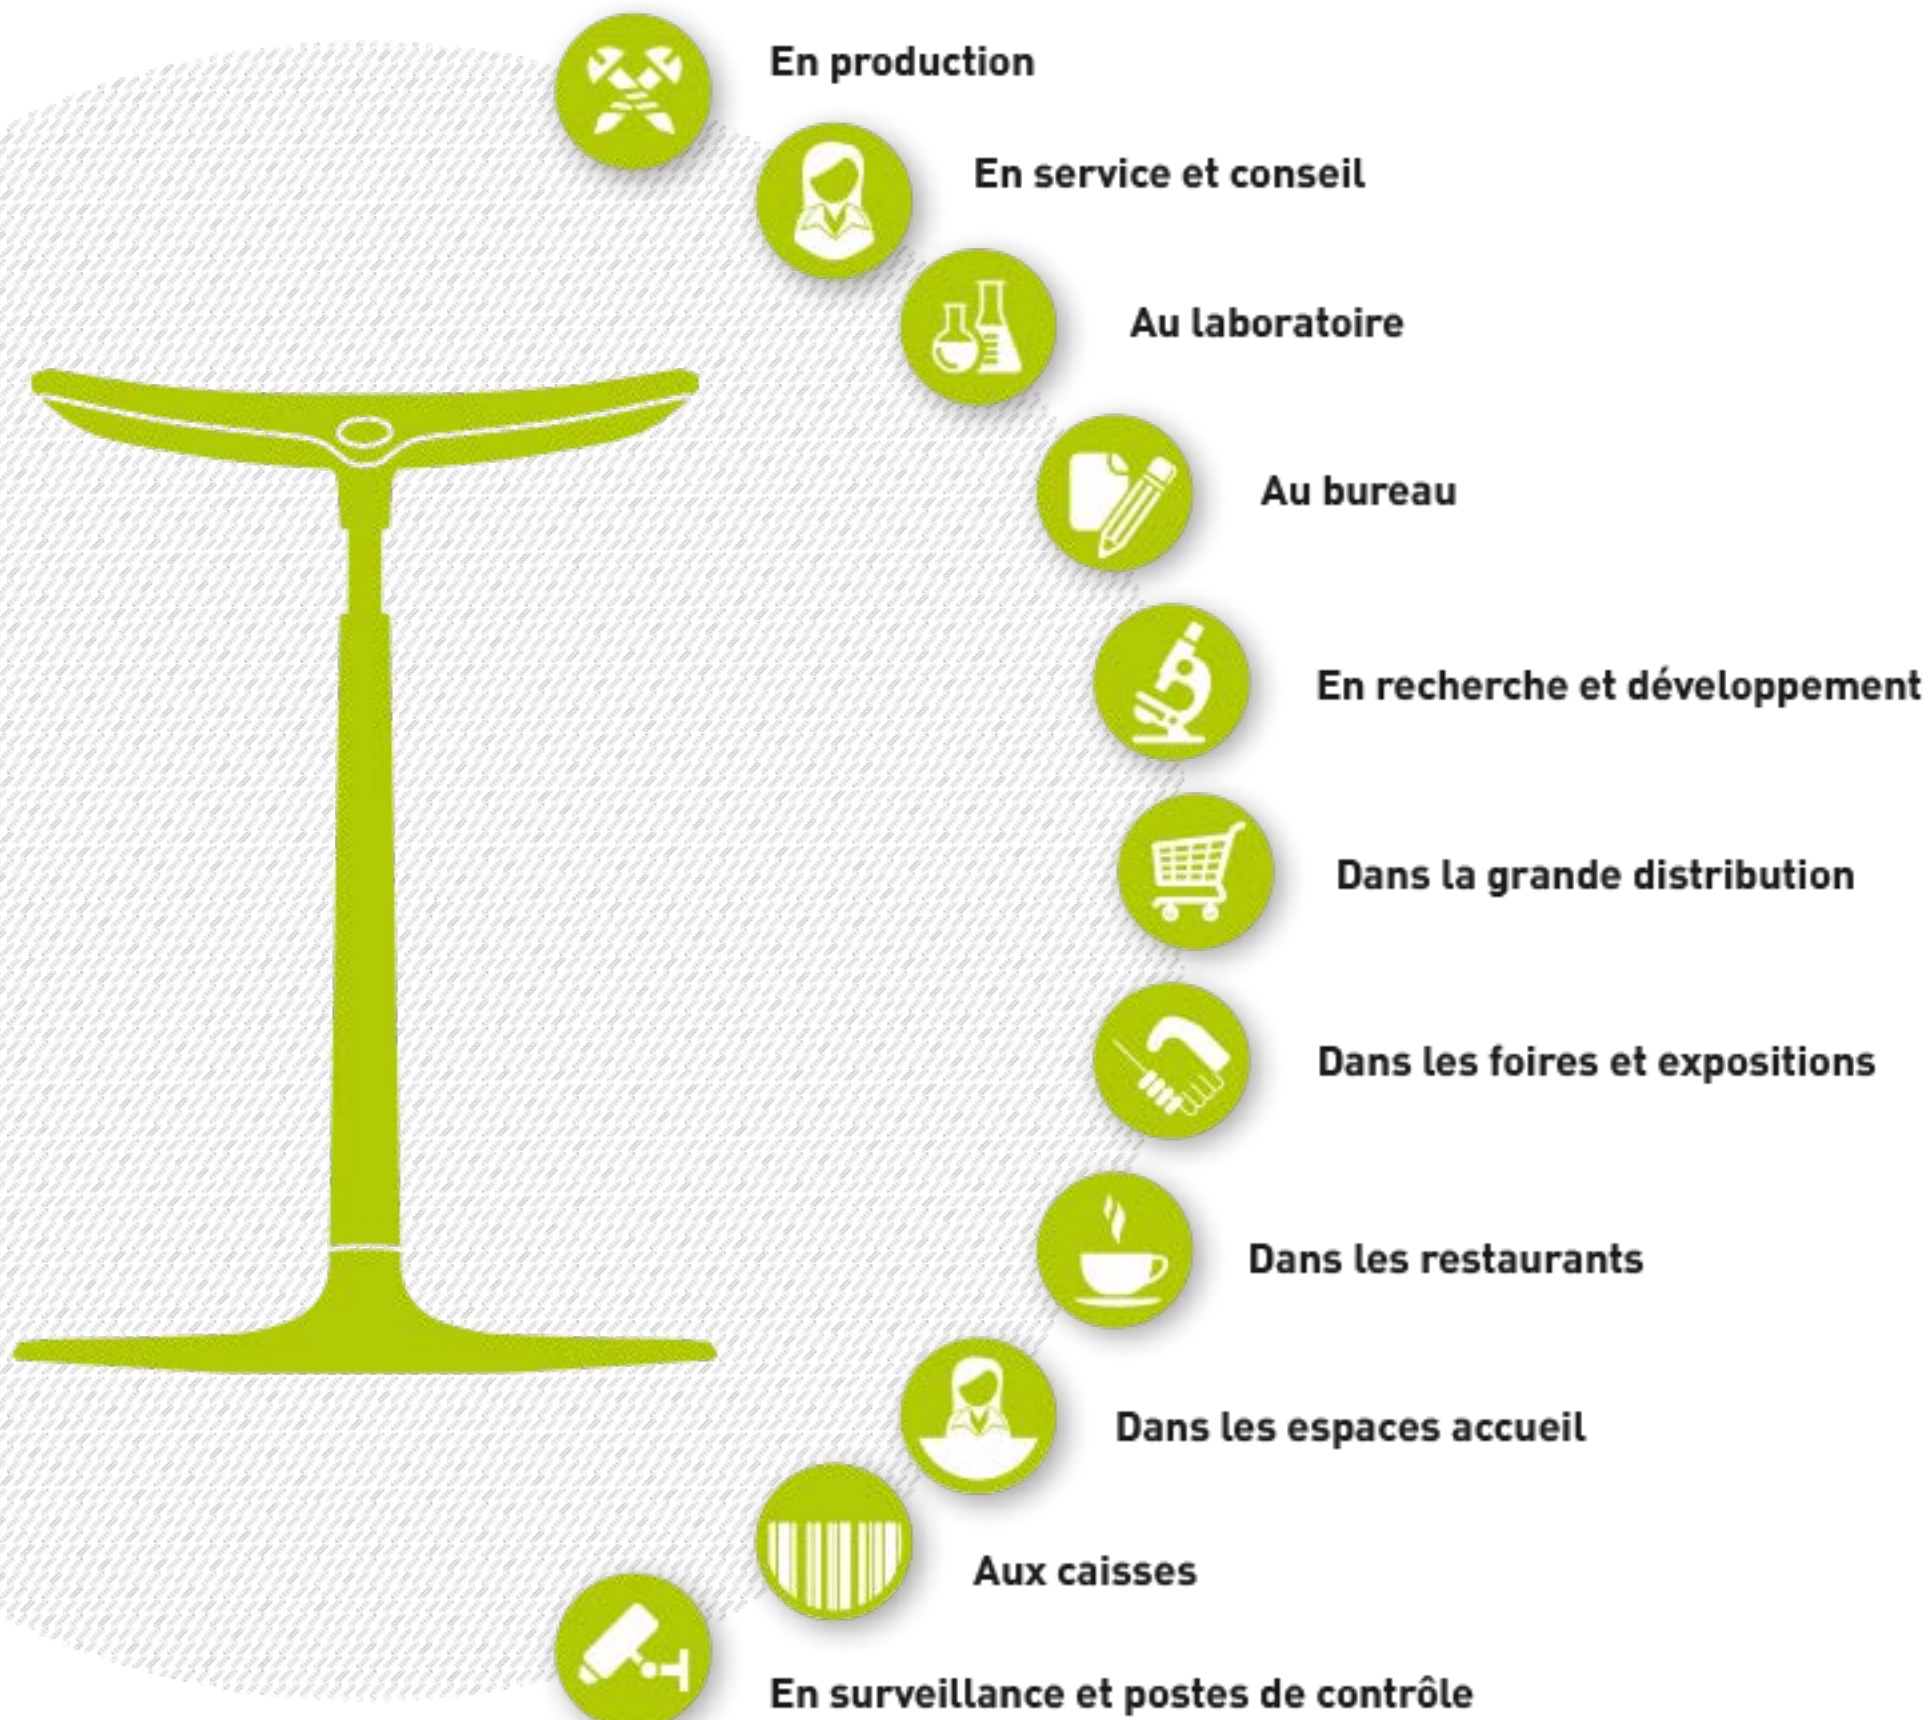 En production
En service et conseil
Au laboratoire
Au bureau
En recherche et développement
Dans la grande distribution
Dans les foires et expositions
Dans les restaurants
Dans les espaces accueil
Aux caisses
En surveillance et postes de contrôle